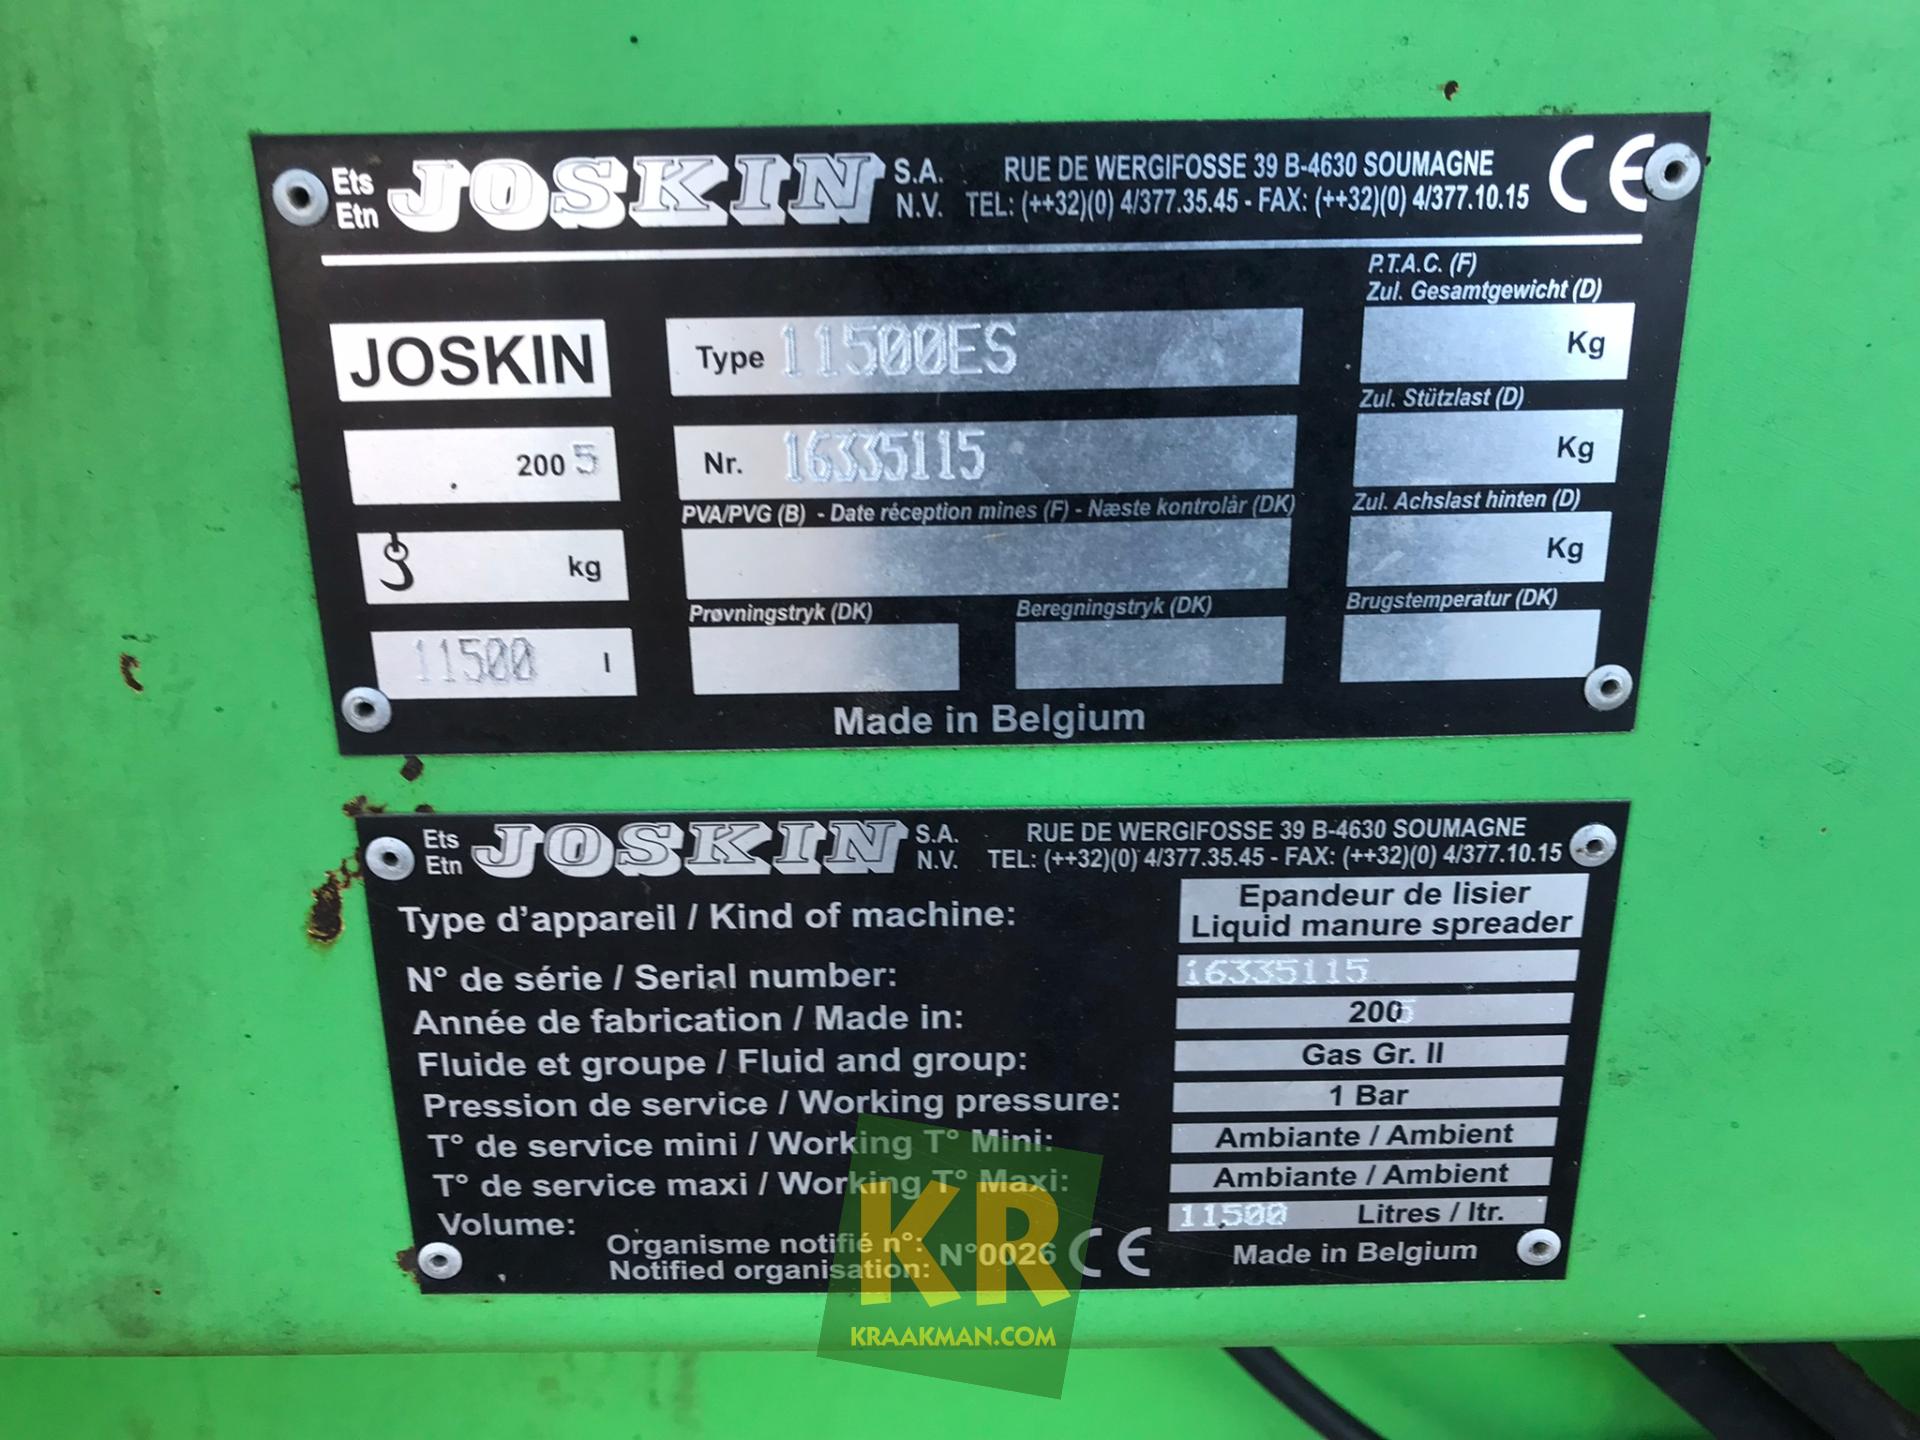 Ets JOSKIN S.A. RUE DE WERGIFOSSE 39 B-4630 SOUMAGNE CE
Etn N.V. TEL: (++32)(0) 4/377.35.45 - FAX: (++32)(0) 4/377.10.15
P.T.A.C. (F)
Zul. Gesamtgewicht (D)
JOSKIN Type 11500ES Kg
Zul. Stützlast (D)
2005 Nr. 16335115 Kg
PVA/PVG (B) - Date réception mines (F) - Næste kontrolår (DK) Zul. Achslast hinten (D)
kg Kg
Prøvningstryk (DK) Beregningstryk (DK) Brugstemperatur (DK)
11500 l
Made in Belgium
Ets JOSKIN S.A. RUE DE WERGIFOSSE 39 B-4630 SOUMAGNE
Etn N.V. TEL: (++32)(0) 4/377.35.45 - FAX: (++32)(0) 4/377.10.15
Type d'appareil / Kind of machine: Epandeur de lisier
Liquid manure spreader
N° de série / Serial number: 16335115
Année de fabrication / Made in: 2005
Fluide et groupe / Fluid and group: Gas Gr. II
Pression de service / Working pressure: 1 Bar
T° de service mini / Working T° Mini: Ambiante / Ambient
T° de service maxi / Working T° Maxi: Ambiante / Ambient
Volume: 11500 Litres / ltr.
Organisme notifié n°: N°0026 CE Made in Belgium
Notified organisation:
KR
KRAAKMAN.COM